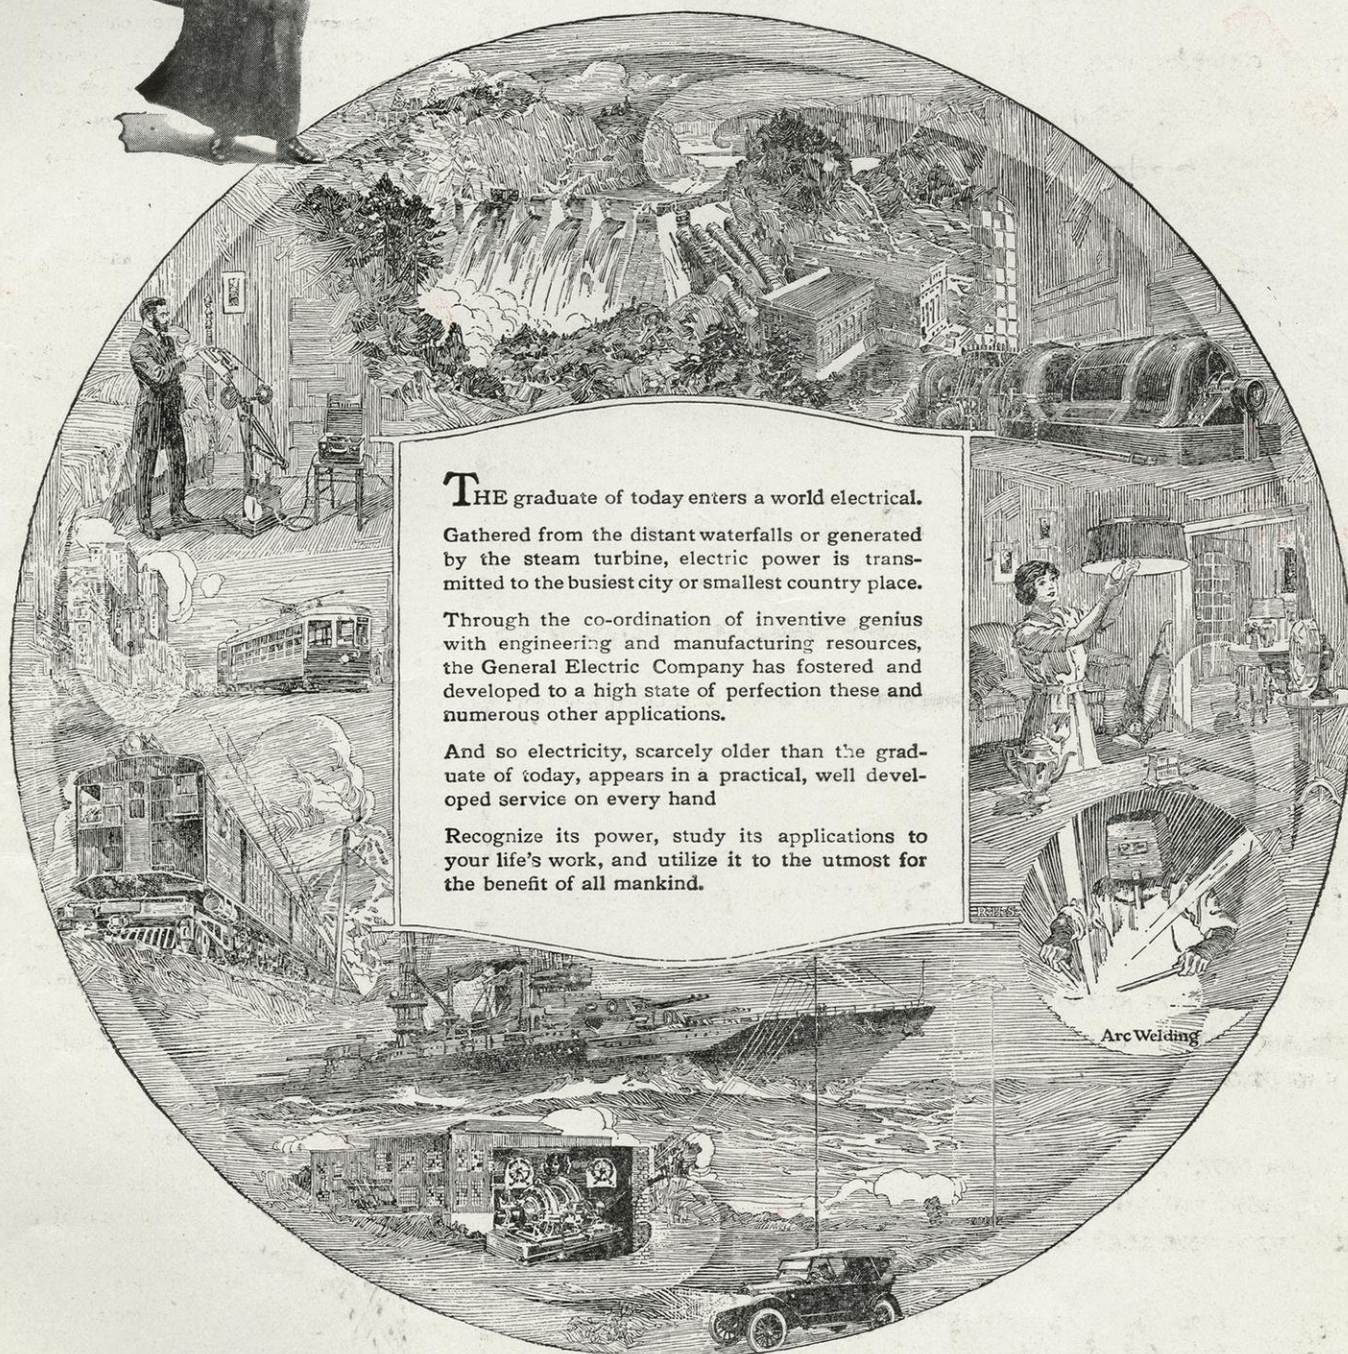 THE graduate of today enters a world electrical.
Gathered from the distant waterfalls or generated
by the steam turbine, electric power is trans-
mitted to the busiest city or smallest country place.
Through the co-ordination of inventive genius
with engineering and manufacturing resources,
the General Electric Company has fostered and
developed to a high state of perfection these and
numerous other applications.
And so electricity, scarcely older than the grad-
uate of today, appears in a practical, well devel-
oped service on every hand
Recognize its power, study its applications to
your life's work, and utilize it to the utmost for
the benefit of all mankind.
Arc Welding